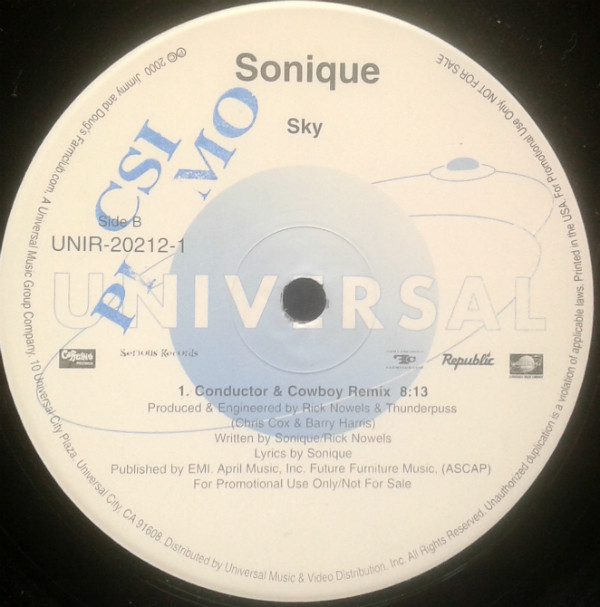 Sonique
Sky
CSI
PROMO
Side B
UNIR-20212-1
UNIVERSAL
Caffeine
Serious Records
Republic
1. Conductor & Cowboy Remix 8:13
Produced & Engineered by Rick Nowels & Thunderpuss
(Chris Cox & Barry Harris)
Written by Sonique/Rick Nowels
Lyrics by Sonique
Published by EMI. April Music, Inc. Future Furniture Music, (ASCAP)
For Promotional Use Only/Not For Sale
℗© 2000 Jimmy and Doug's Farmclub.com, A Universal Music Group Company, 10 Universal City Plaza, Universal City, CA 91608. Distributed by Universal Music & Video Distribution, Inc. All Rights Reserved. Unauthorized duplication is a violation of applicable laws. Printed in the USA. For Promotional Use Only. NOT FOR SALE